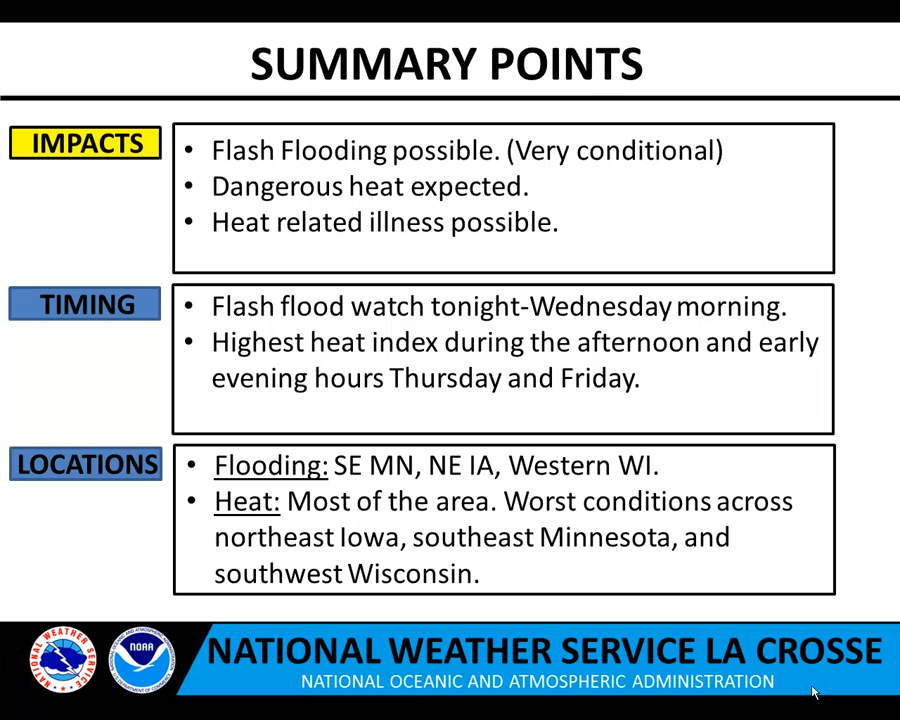 SUMMARY POINTS
IMPACTS
• Flash Flooding possible. (Very conditional)
• Dangerous heat expected.
• Heat related illness possible.
TIMING
• Flash flood watch tonight-Wednesday morning.
• Highest heat index during the afternoon and early
evening hours Thursday and Friday.
LOCATIONS
• Flooding: SE MN, NE IA, Western WI.
• Heat: Most of the area. Worst conditions across
northeast Iowa, southeast Minnesota, and
southwest Wisconsin.
NATIONAL WEATHER SERVICE
NOAA
NATIONAL WEATHER SERVICE LA CROSSE
NATIONAL OCEANIC AND ATMOSPHERIC ADMINISTRATION